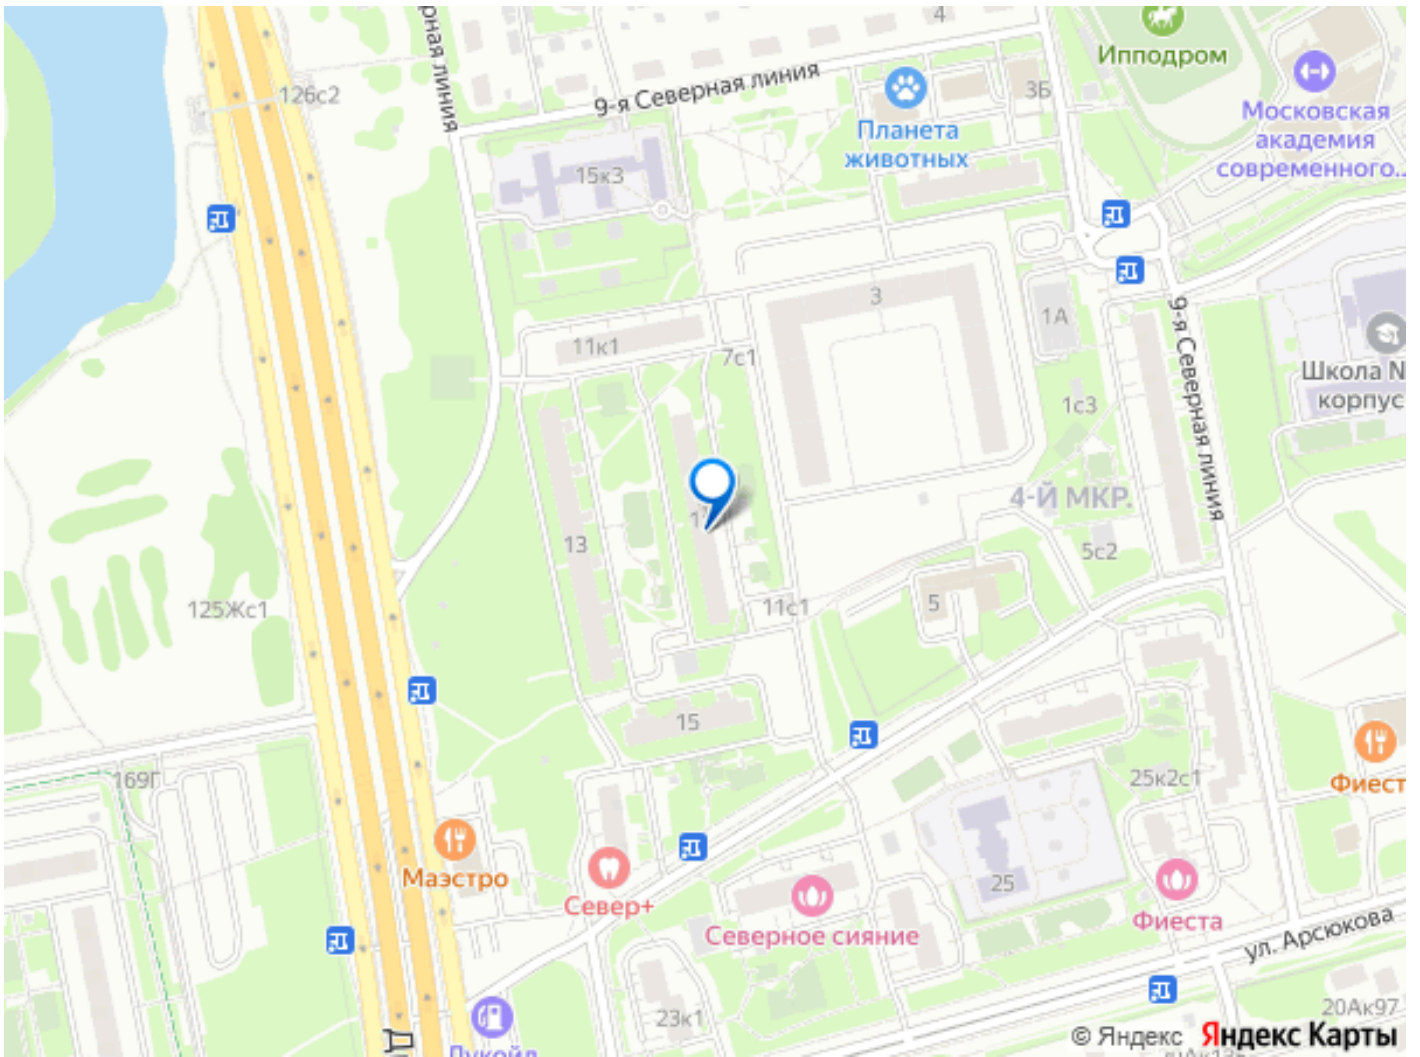 4
Ипподром
126с2
9-я Северная линия
3Б
Московская
академия
современного...
Планета
животных
15к3
3
1А
11к1
7с1
Школа N
корпус
1с3
9-я Северная линия
4-Й МКР.
13
5с2
125Жс1
11с1
5
15
169Г
25к2с1
Фиест
Маэстро
25
Север+
Фиеста
Северное сияние
ул. Арсюкова
23к1
20Ак97
Лукойл
© Яндекс Яндекс Карты